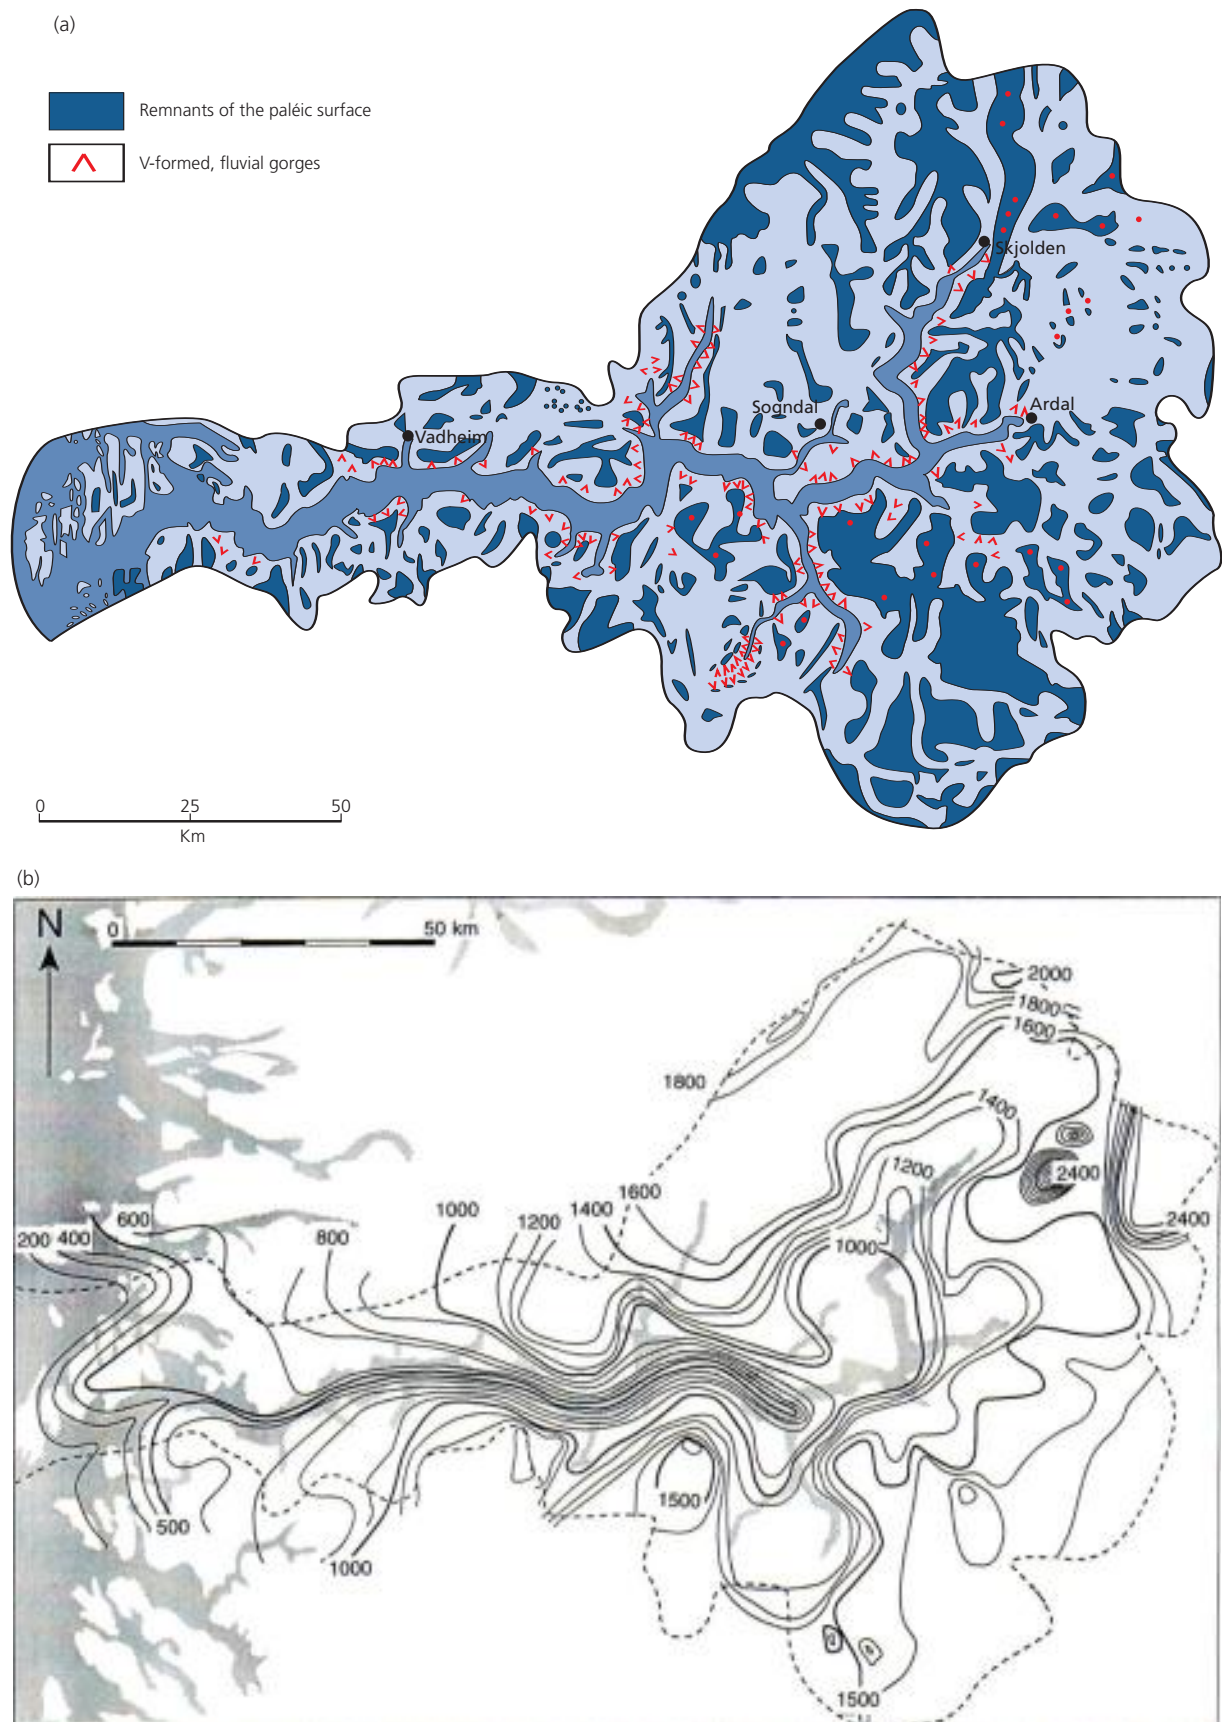 (a)
Remnants of the paléic surface
V-formed, fluvial gorges
Skjolden
Sogndal
Ardal
Vadheim
0 25 50
Km
(b)
N
0 50 km
2000
1800
1600
1800
1400
2400
1200
1600
1000
1400
1200
600
200 400
800
1000
2400
1500
500
1000
1500